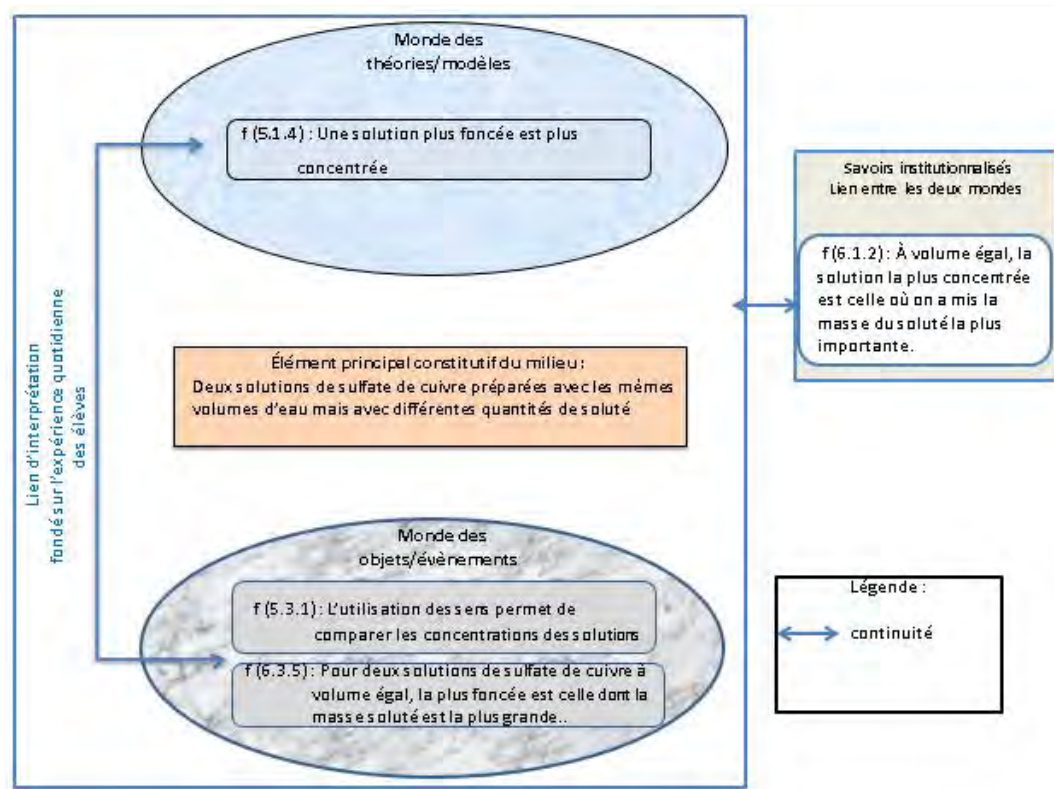 Monde des
théories/modèles
f (5.1.4) : Une solution plus foncée est plus
concentrée
Savoirs institutionnalisés
Lien entre les deux mondes
f(6.1.2) : À volume égal, la
solution la plus concentrée
est celle où on a mis la
masse du soluté la plus
importante.
Lien d'interprétation
fondé sur l'expérience quotidienne
des élèves
Élément principal constitutif du milieu :
Deux solutions de sulfate de cuivre préparées avec les mêmes
volumes d'eau mais avec différentes quantités de soluté
Monde des
objets/évènements
f (5.3.1) : L'utilisation des sens permet de
comparer les concentrations des solutions
f (6.3.5) : Pour deux solutions de sulfate de cuivre à
volume égal, la plus foncée est celle dont la
masse soluté est la plus grande..
Légende :
continuité